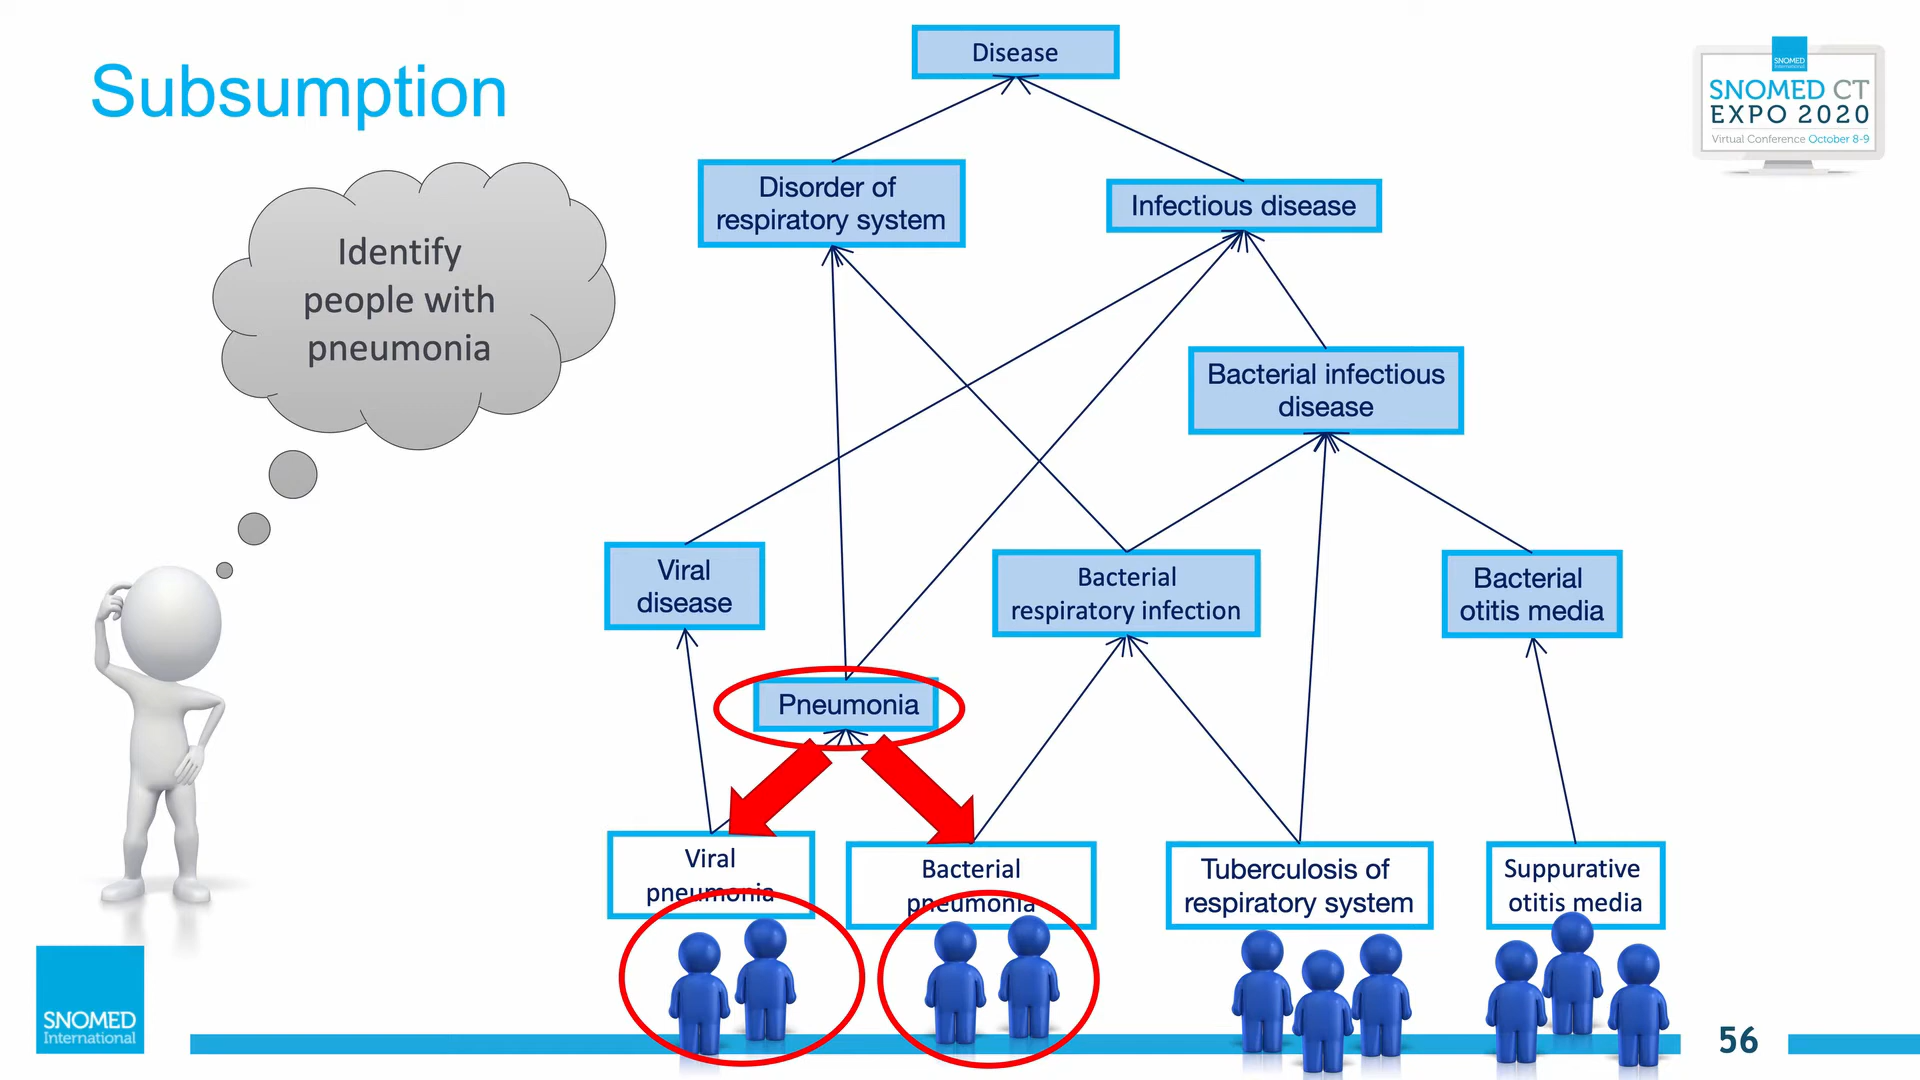 Subsumption
Disease
SNOMED
International
SNOMED CT
EXPO 2020
Virtual Conference October 8-9
Disorder of
respiratory system
Infectious disease
Identify
people with
pneumonia
Bacterial infectious
disease
Viral
disease
Bacterial
respiratory infection
Bacterial
otitis media
Pneumonia
Viral
pneumonia
Bacterial
pneumonia
Tuberculosis of
respiratory system
Suppurative
otitis media
SNOMED
International
56